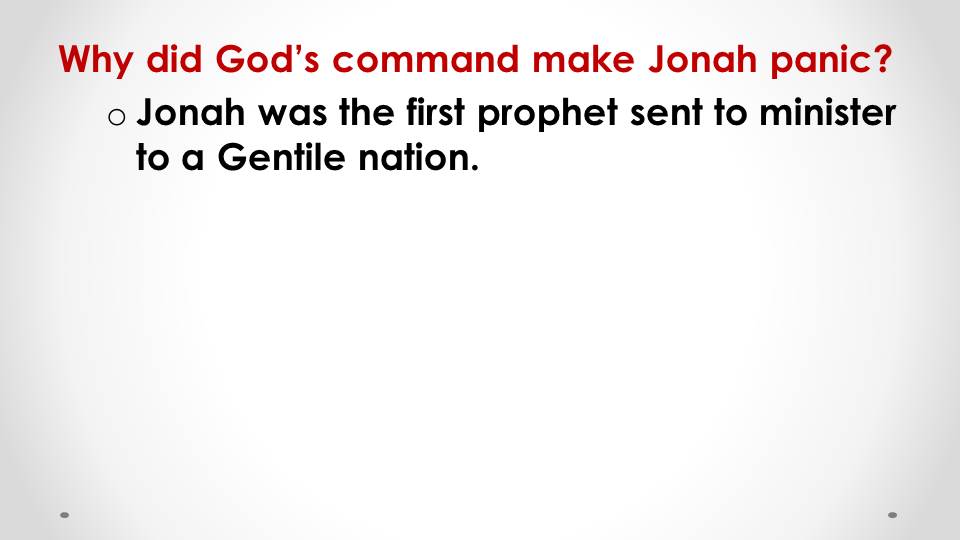 Why did God’s command make Jonah panic?
o Jonah was the first prophet sent to minister
to a Gentile nation.